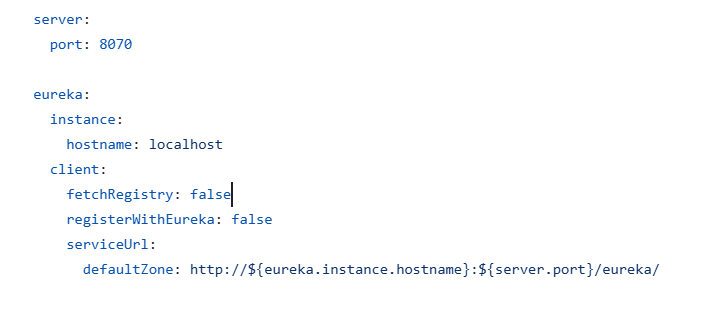 server:
  port: 8070

eureka:
  instance:
    hostname: localhost
  client:
    fetchRegistry: false
    registerWithEureka: false
    serviceUrl:
      defaultZone: http://${eureka.instance.hostname}:${server.port}/eureka/